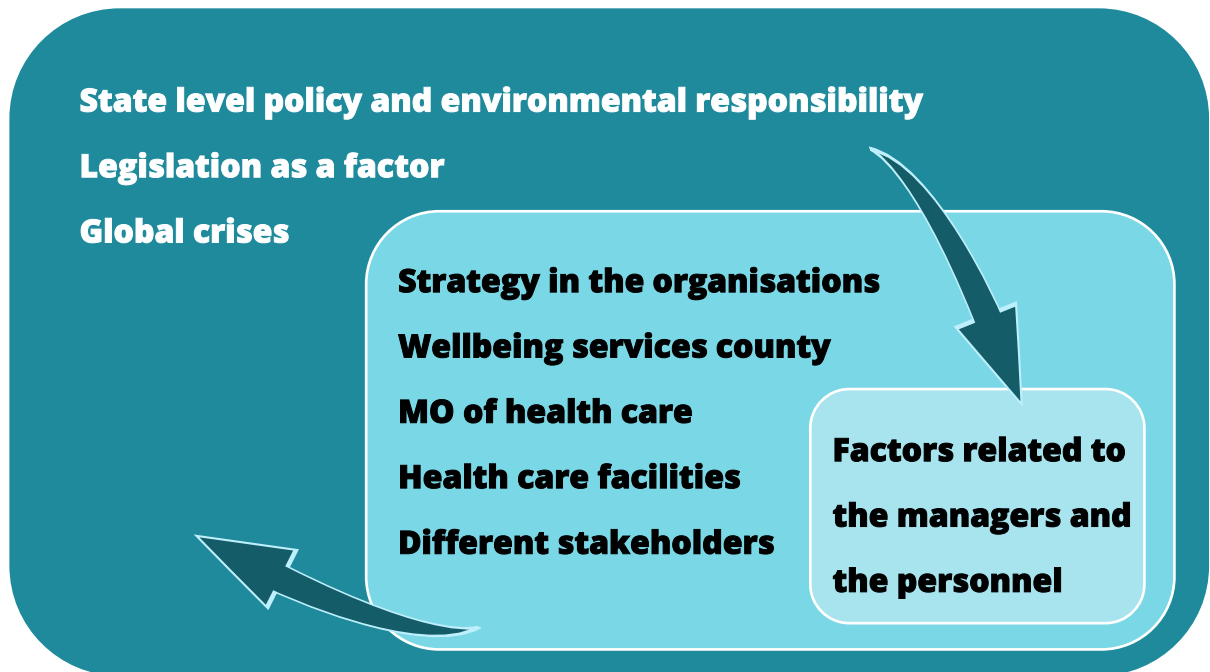 State level policy and environmental responsibility
Legislation as a factor
Global crises
Strategy in the organisations
Wellbeing services county
MO of health care
Health care facilities
Different stakeholders
Factors related to
the managers and
the personnel